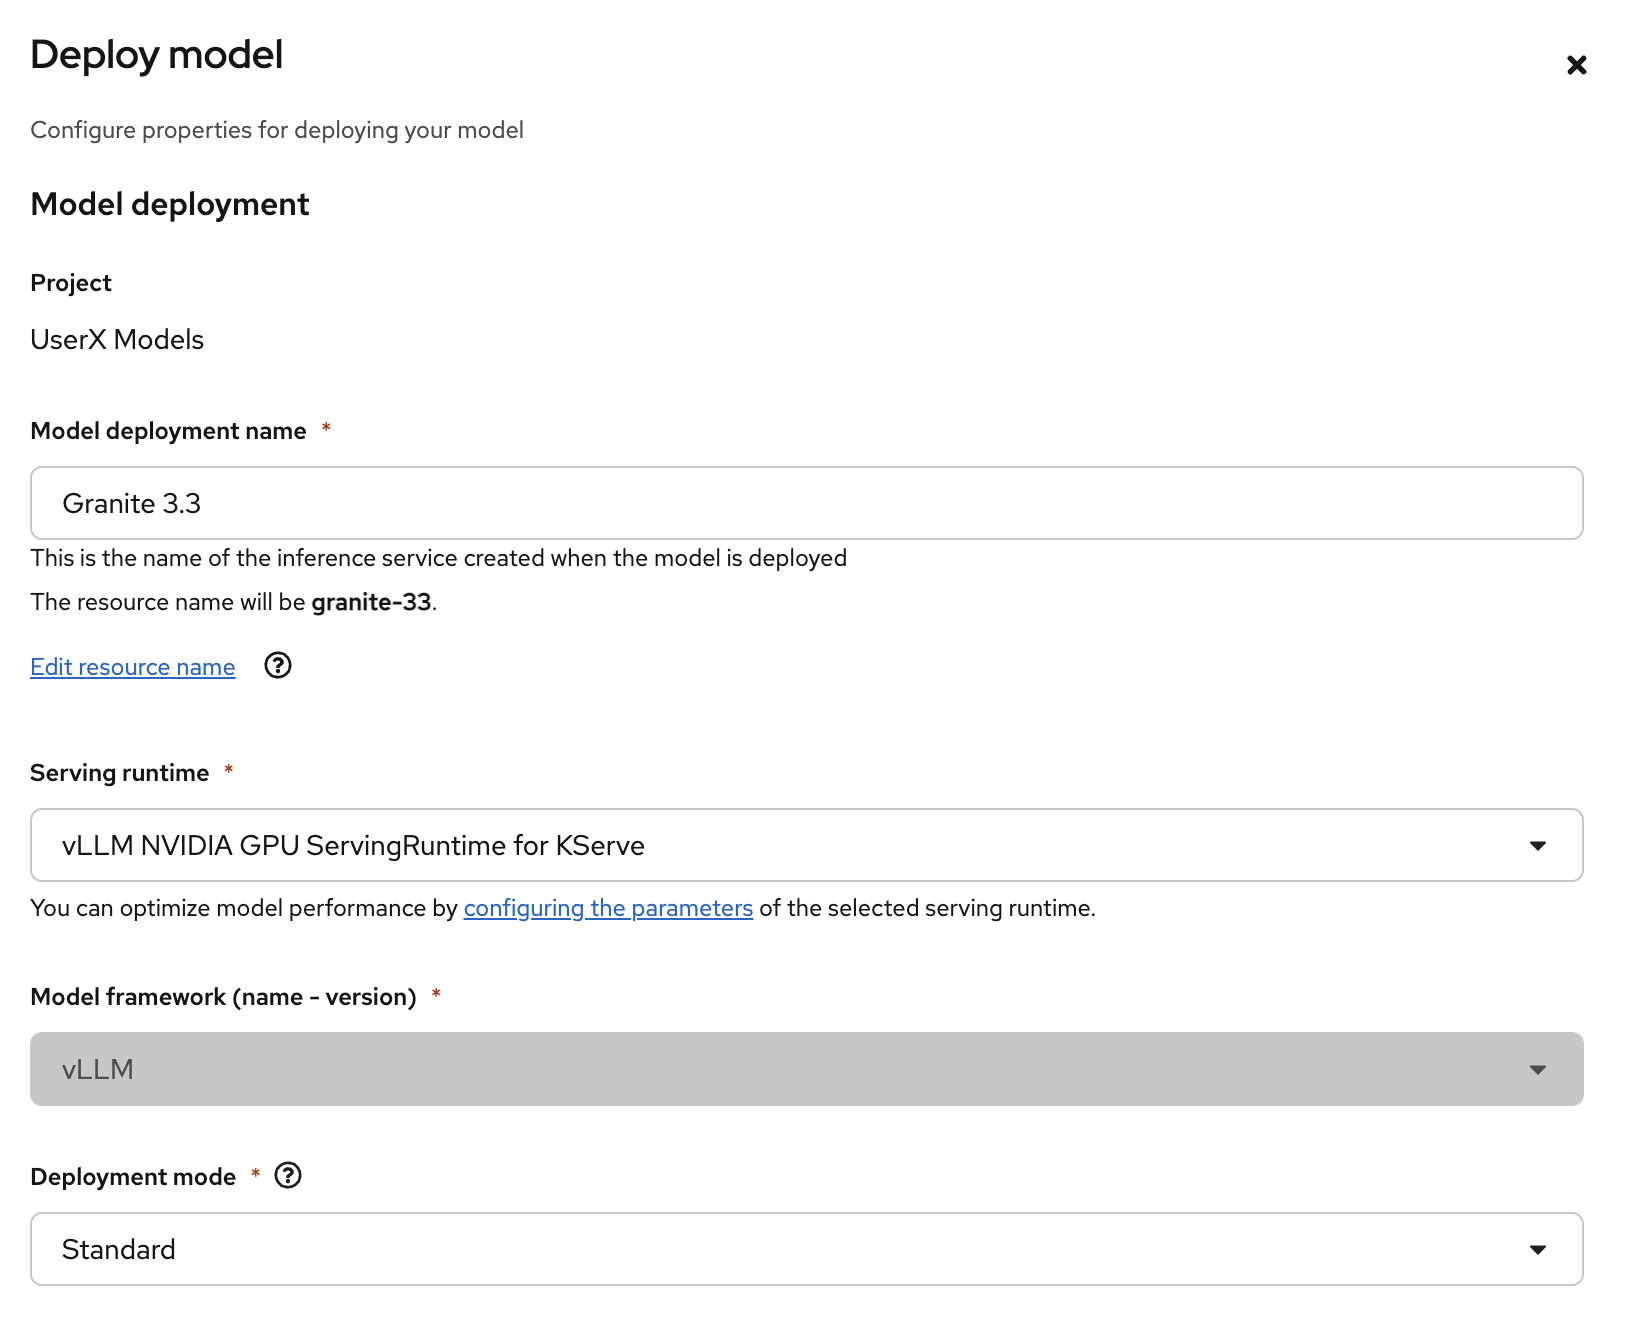 Deploy model
Configure properties for deploying your model
Model deployment
Project
UserX Models
Model deployment name *
Granite 3.3
This is the name of the inference service created when the model is deployed
The resource name will be granite-33.
Edit resource name
Serving runtime *
vLLM NVIDIA GPU ServingRuntime for KServe
You can optimize model performance by configuring the parameters of the selected serving runtime.
Model framework (name - version) *
vLLM
Deployment mode *
Standard